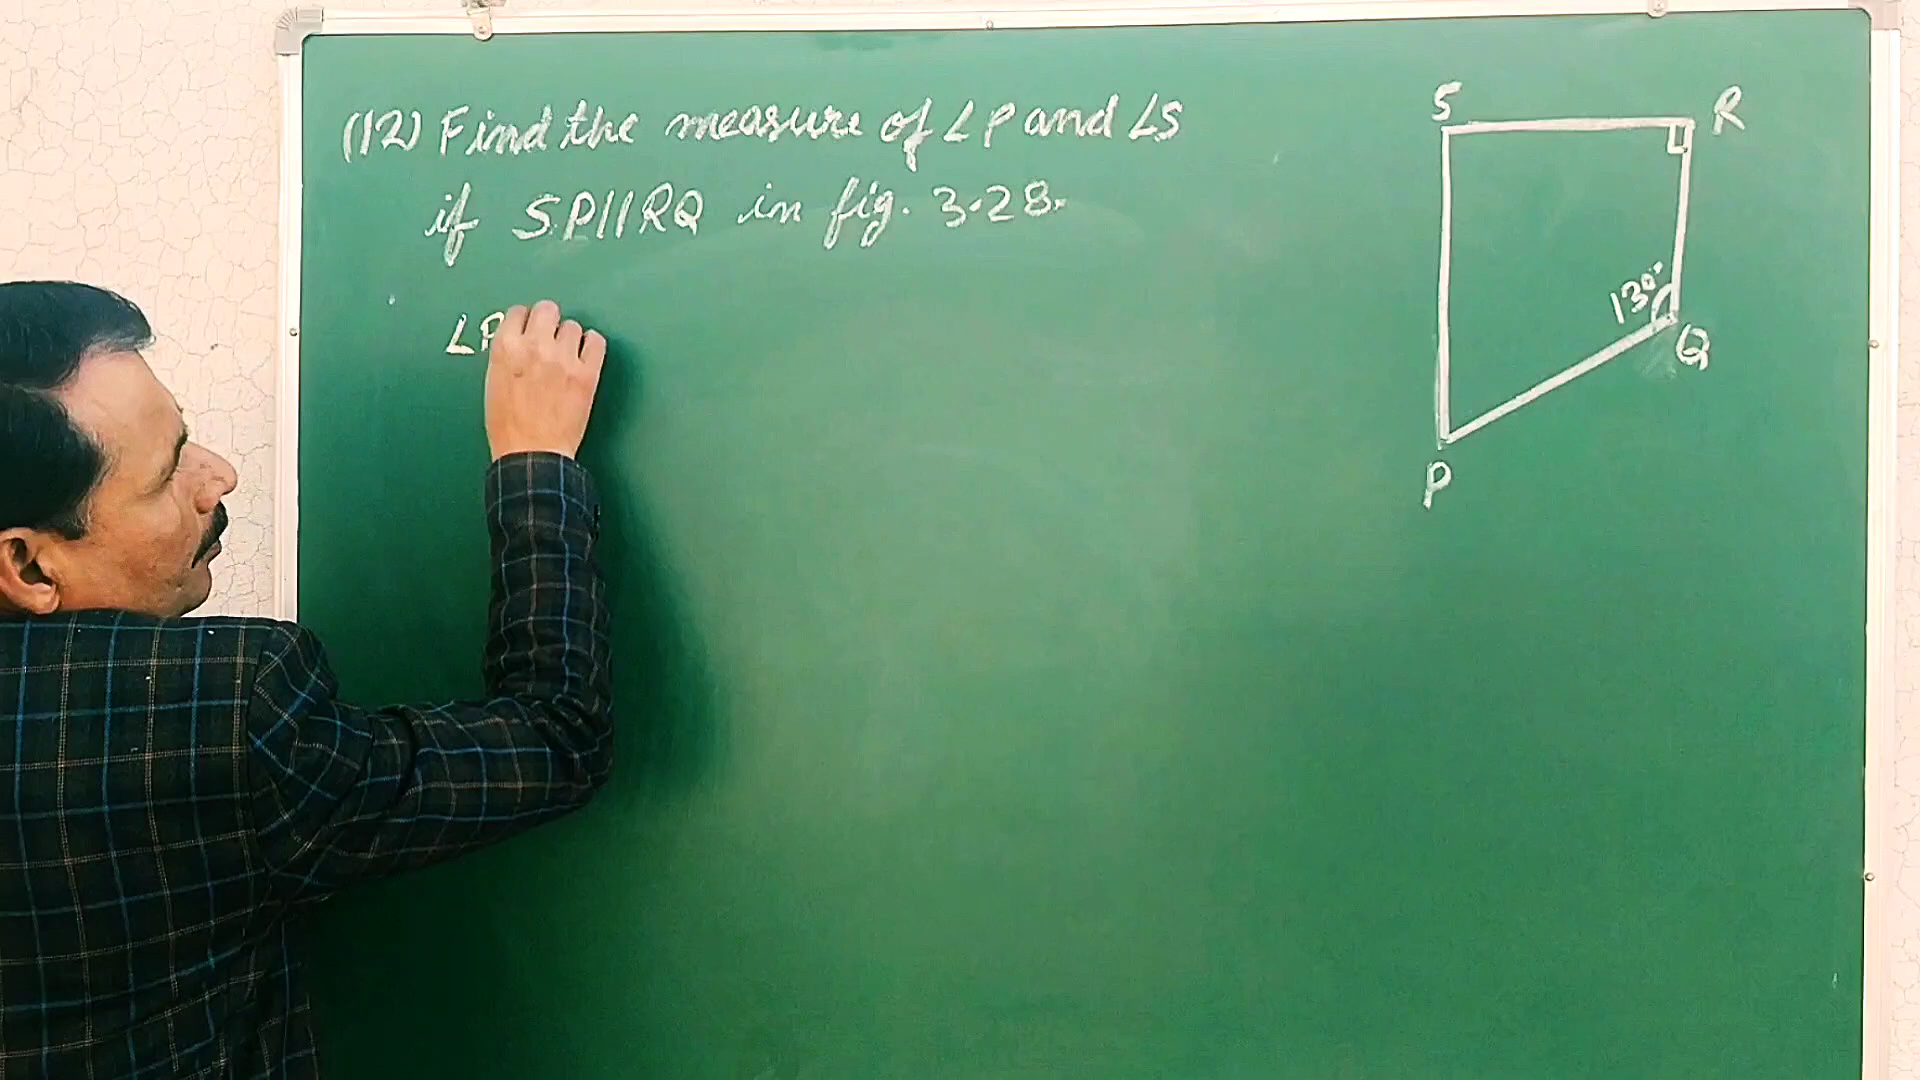 (12) Find the measure of ∠P and ∠S
if SP||RQ in fig. 3.28.
∠P
S
R
130°
Q
P